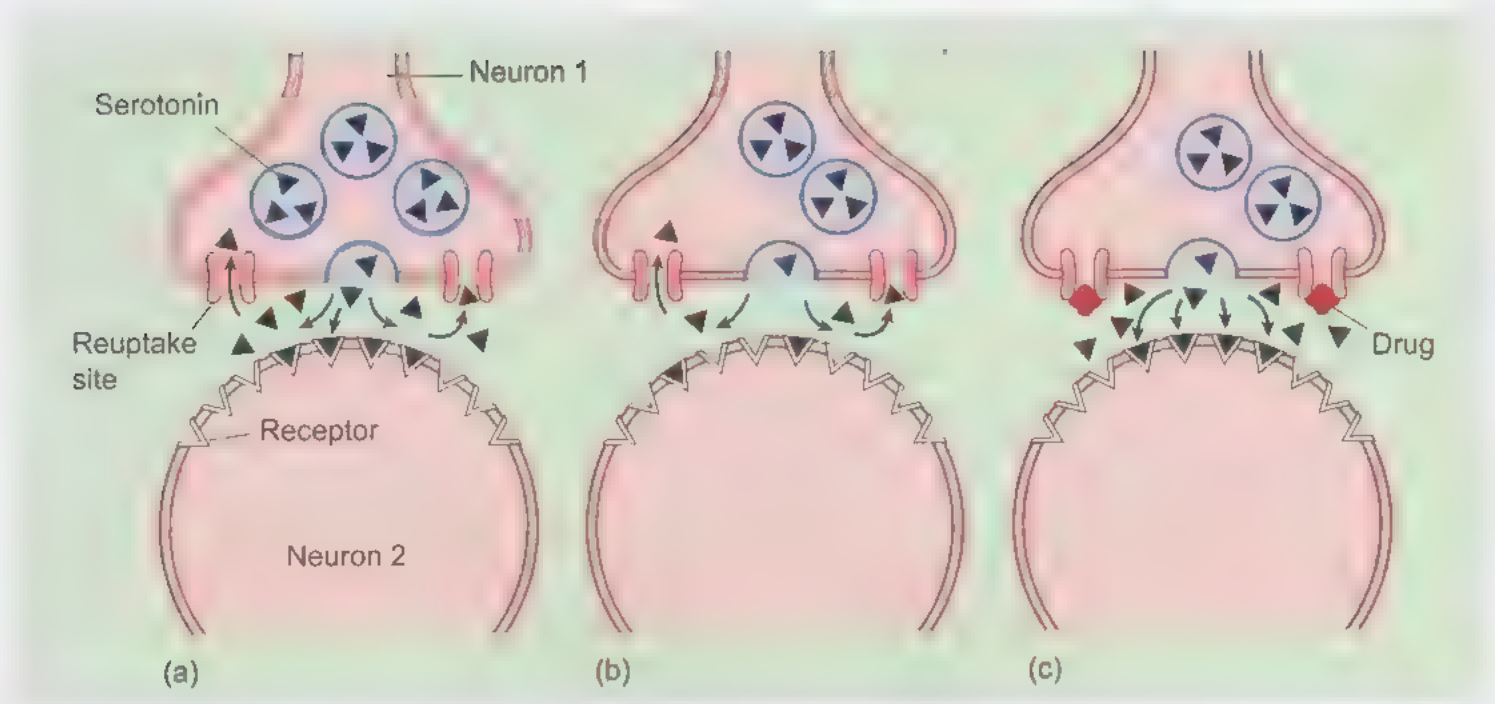 Neuron 1
Serotonin
Reuptake
site
Drug
Receptor
Neuron 2
(a)
(b)
(c)